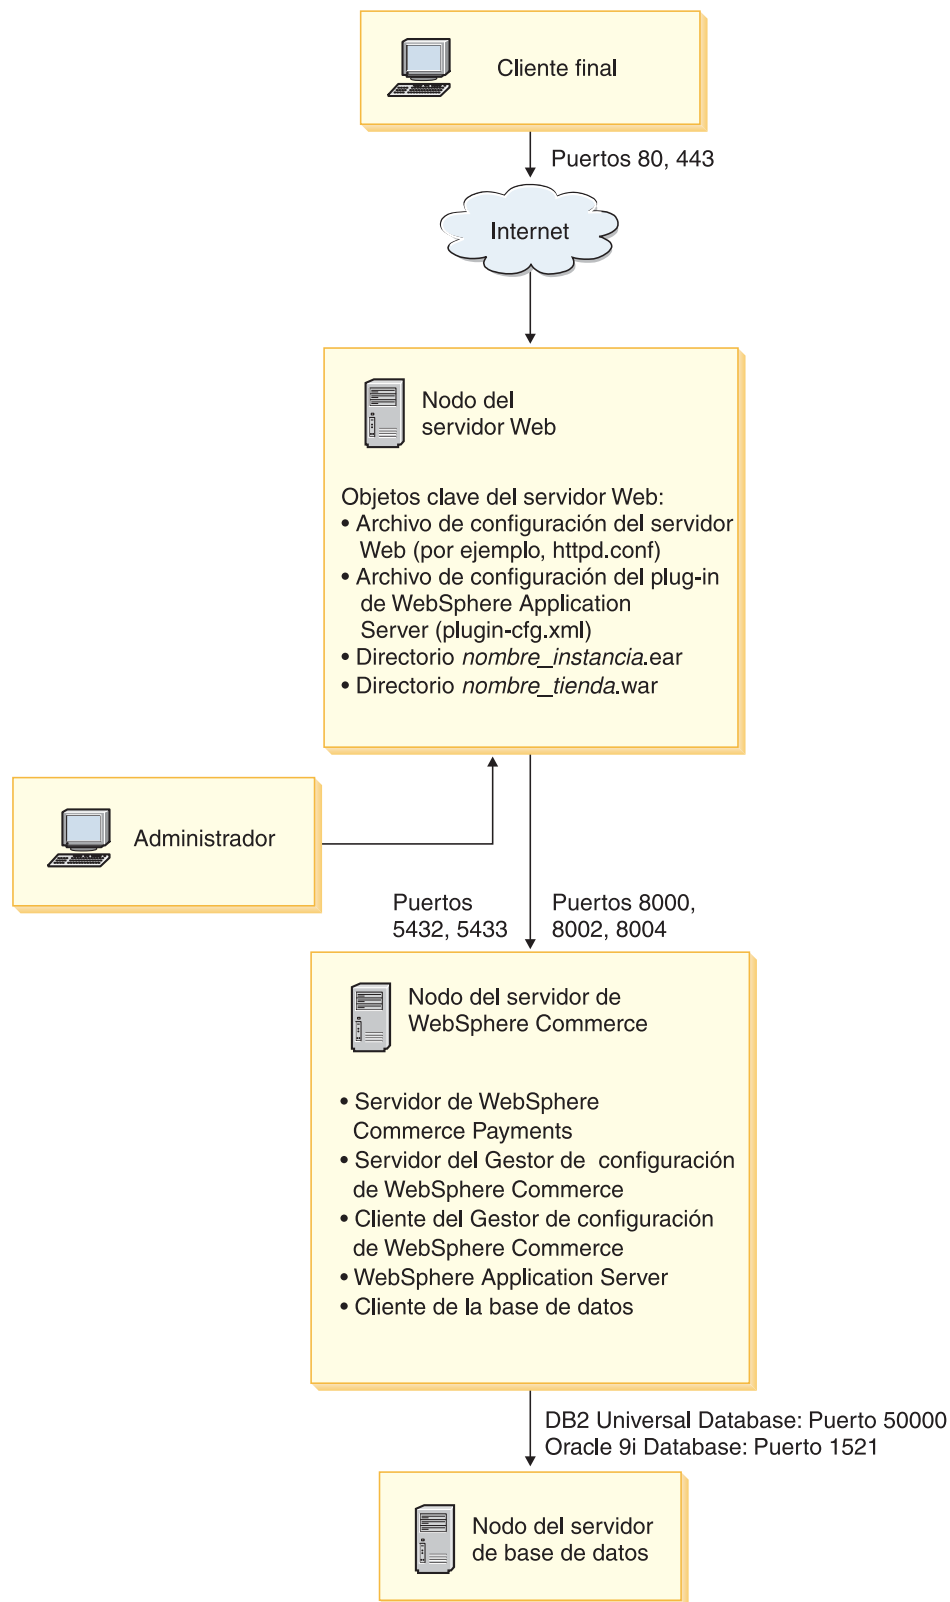 Cliente final
Puertos 80, 443
Internet
Nodo del
servidor Web
Objetos clave del servidor Web:
• Archivo de configuración del servidor
Web (por ejemplo, httpd.conf)
• Archivo de configuración del plug-in
de WebSphere Application
Server (plugin-cfg.xml)
• Directorio nombre_instancia.ear
• Directorio nombre_tienda.war
Administrador
Puertos
5432, 5433
Puertos 8000,
8002, 8004
Nodo del servidor de
WebSphere Commerce
• Servidor de WebSphere
Commerce Payments
• Servidor del Gestor de configuración
de WebSphere Commerce
• Cliente del Gestor de configuración
de WebSphere Commerce
• WebSphere Application Server
• Cliente de la base de datos
DB2 Universal Database: Puerto 50000
Oracle 9i Database: Puerto 1521
Nodo del servidor
de base de datos